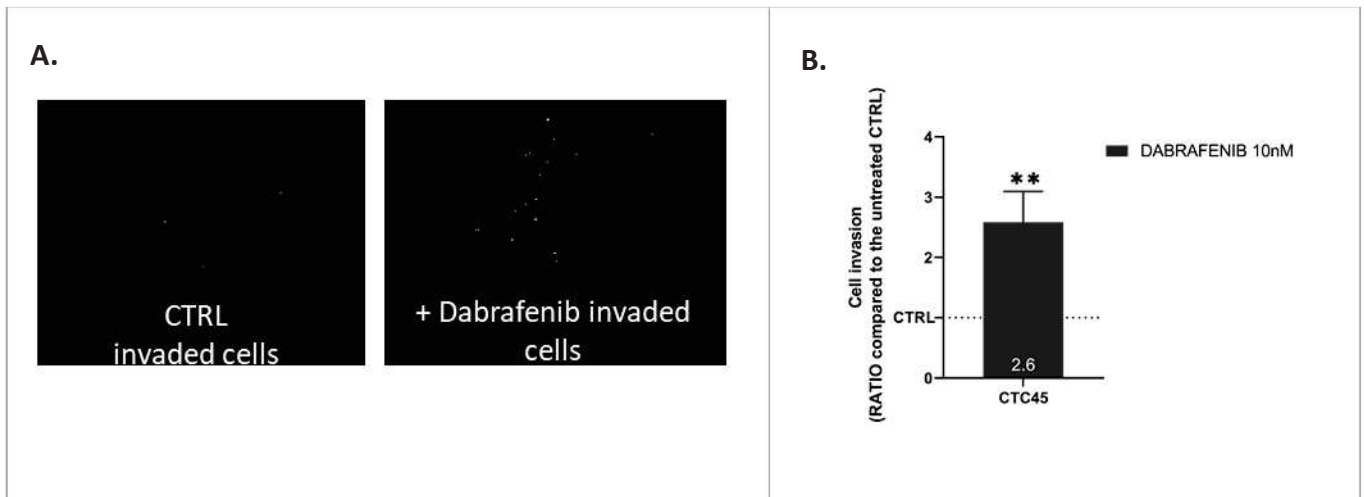 A.
CTRL
invaded cells
+ Dabrafenib invaded
cells
B.
Cell invasion
(RATIO compared to the untreated CTRL)
4
3
2
CTRL
0
**
2.6
CTC45
DABRAFENIB 10nM